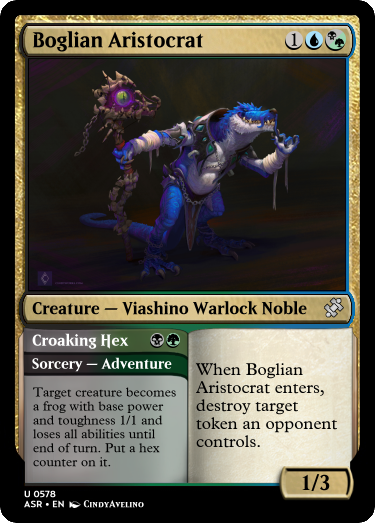 Boglian Aristocrat 1
Creature — Viashino Warlock Noble
Croaking Hex
Sorcery — Adventure
Target creature becomes
a frog with base power
and toughness 1/1 and
loses all abilities until
end of turn. Put a hex
counter on it.
When Boglian
Aristocrat enters,
destroy target
token an opponent
controls.
1/3
U 0578
ASR • EN CindyAvelino